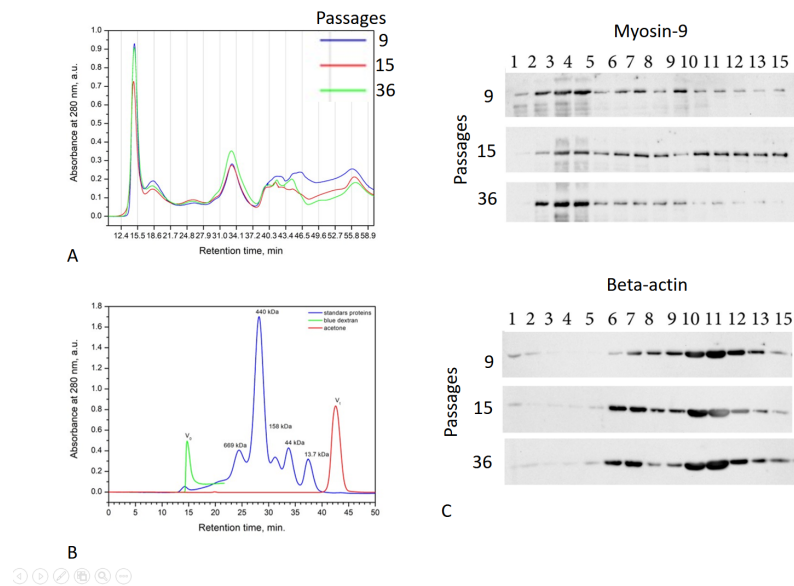 Passages
9
15
36
Absorbance at 280 nm, a.u.
1.0
0.9
0.8
0.7
0.6
0.5
0.4
0.3
0.2
0.1
0.0
12.4 15.5 18.6 21.7 24.8 27.9 31.0 34.1 37.2 40.3 43.4 46.5 49.6 52.7 55.8 58.9
Retention time, min
A
Absorbance at 280 nm, a.u.
1.8
1.6
1.4
1.2
1.0
0.8
0.6
0.4
0.2
0.0
440 kDa
standars proteins
blue dextran
acetone
V0
669 kDa
158 kDa
44 kDa
13.7 kDa
Vt
0 5 10 15 20 25 30 35 40 45 50
Retention time, min.
B
Myosin-9
1 2 3 4 5 6 7 8 9 10 11 12 13 15
Passages
9
15
36
Beta-actin
1 2 3 4 5 6 7 8 9 10 11 12 13 15
Passages
9
15
36
C